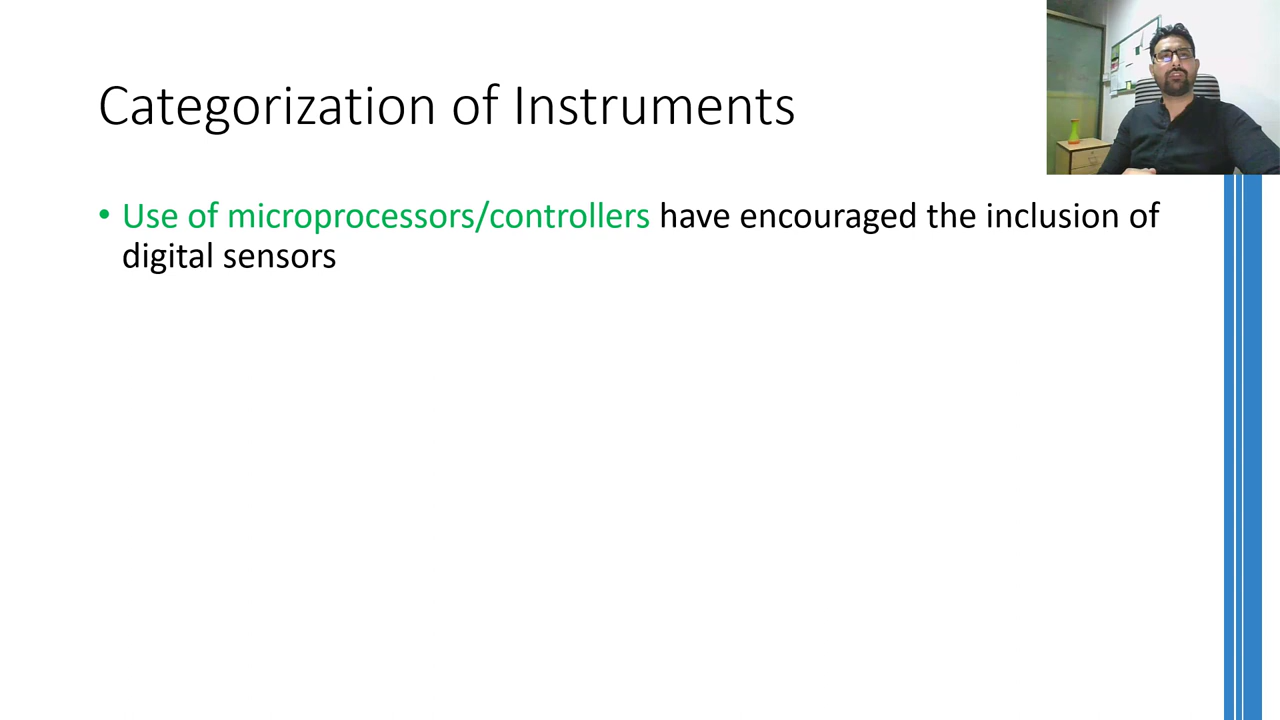 Categorization of Instruments
• Use of microprocessors/controllers have encouraged the inclusion of
digital sensors